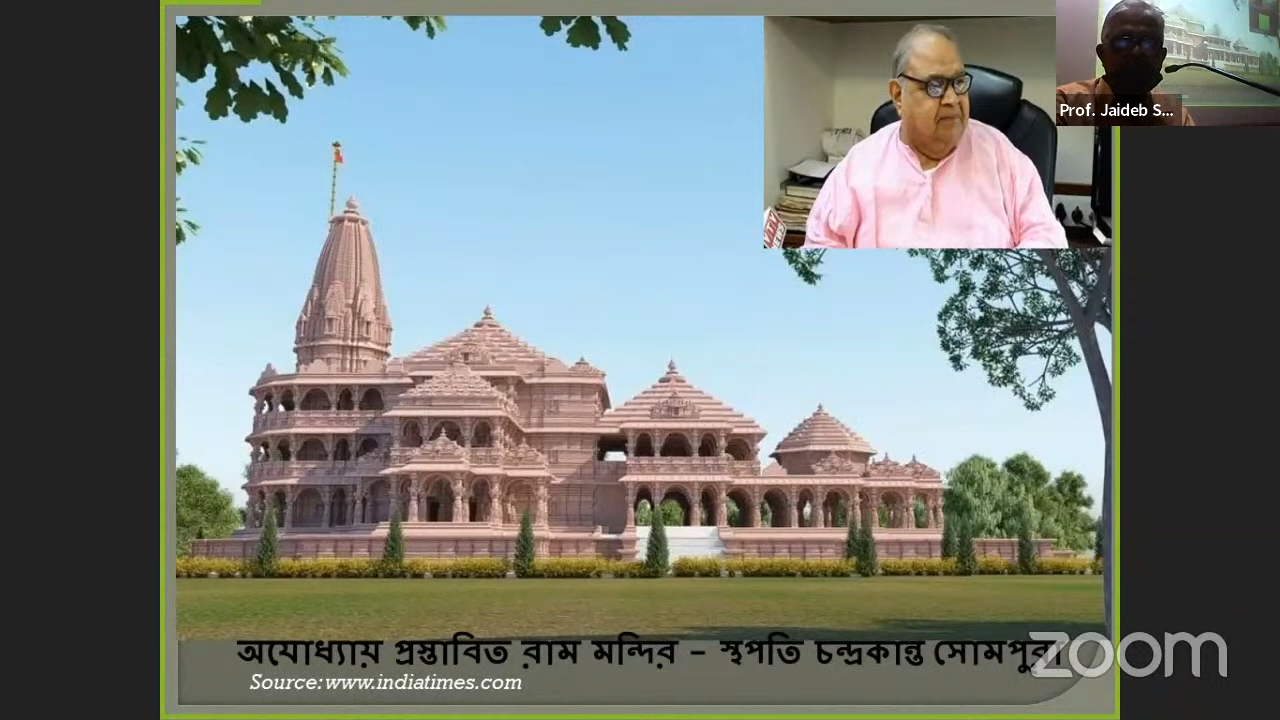 Prof. Jaideb S...
অযোধ্যায় প্রস্তাবিত রাম মন্দির – স্থপতি চন্দ্রকান্ত সোমপুরা
Source:www.indiatimes.com
zoom